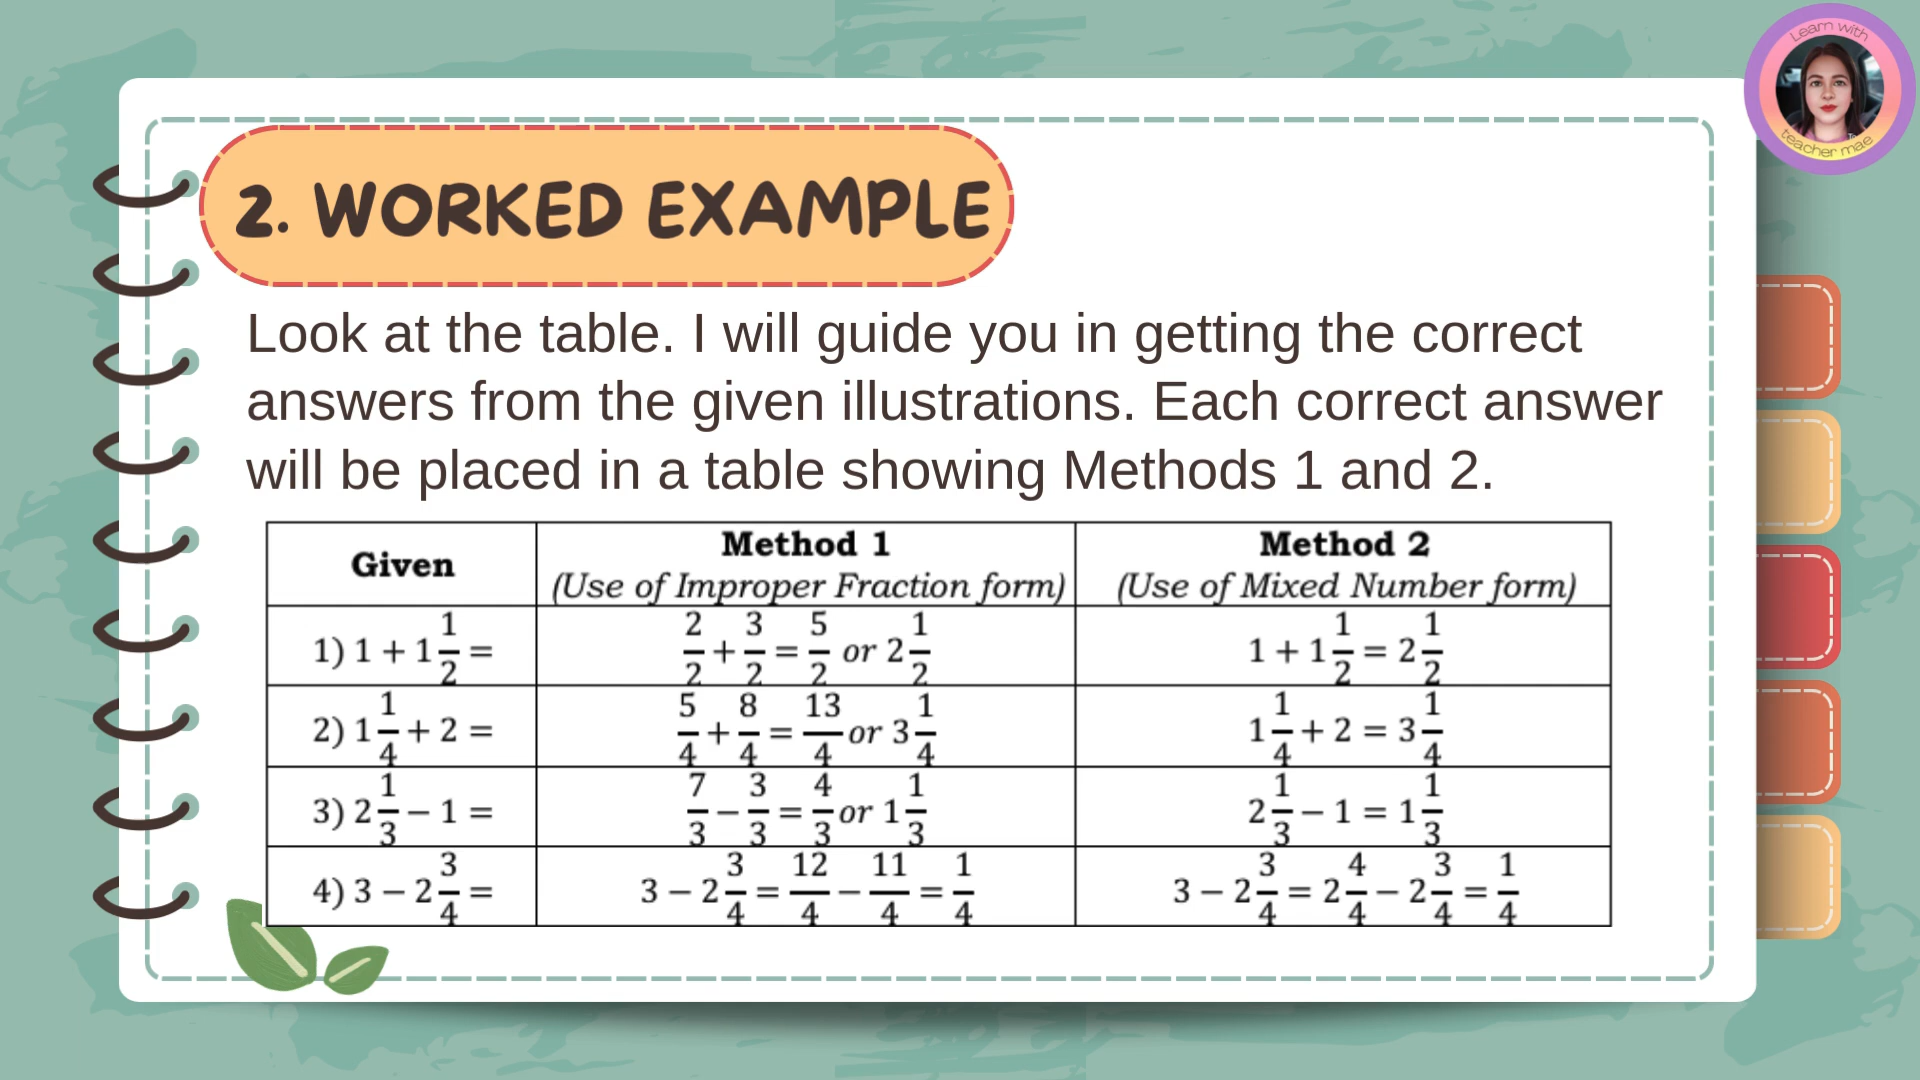 Learn with
teacher mae
2. WORKED EXAMPLE
Look at the table. I will guide you in getting the correct
answers from the given illustrations. Each correct answer
will be placed in a table showing Methods 1 and 2.
Given | Method 1 (Use of Improper Fraction form) | Method 2 (Use of Mixed Number form)
1) 1 + 1 1/2 = | 2/2 + 3/2 = 5/2 or 2 1/2 | 1 + 1 1/2 = 2 1/2
2) 1 1/4 + 2 = | 5/4 + 8/4 = 13/4 or 3 1/4 | 1 1/4 + 2 = 3 1/4
3) 2 1/3 − 1 = | 7/3 − 3/3 = 4/3 or 1 1/3 | 2 1/3 − 1 = 1 1/3
4) 3 − 2 3/4 = | 3 − 2 3/4 = 12/4 − 11/4 = 1/4 | 3 − 2 3/4 = 2 4/4 − 2 3/4 = 1/4